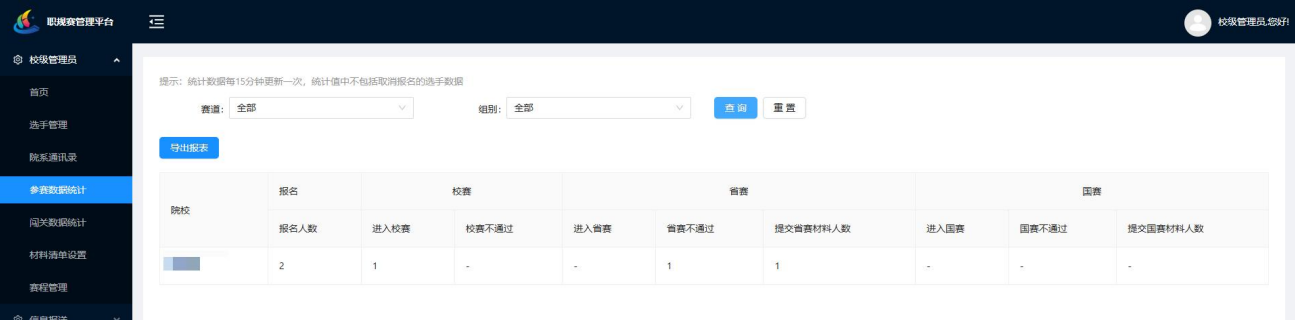 职规赛管理平台
校级管理员,您好!
校级管理员
首页
选手管理
院系通讯录
参赛数据统计
闯关数据统计
材料清单设置
赛程管理
信息报送
提示：统计数据每15分钟更新一次，统计值中不包括取消报名的选手数据
赛道： 全部 组别： 全部 查 询 重 置
导出报表
院校 报名 校赛 省赛 国赛
报名人数 进入校赛 校赛不通过 进入省赛 省赛不通过 提交省赛材料人数 进入国赛 国赛不通过 提交国赛材料人数
2 1 - - 1 1 - - -